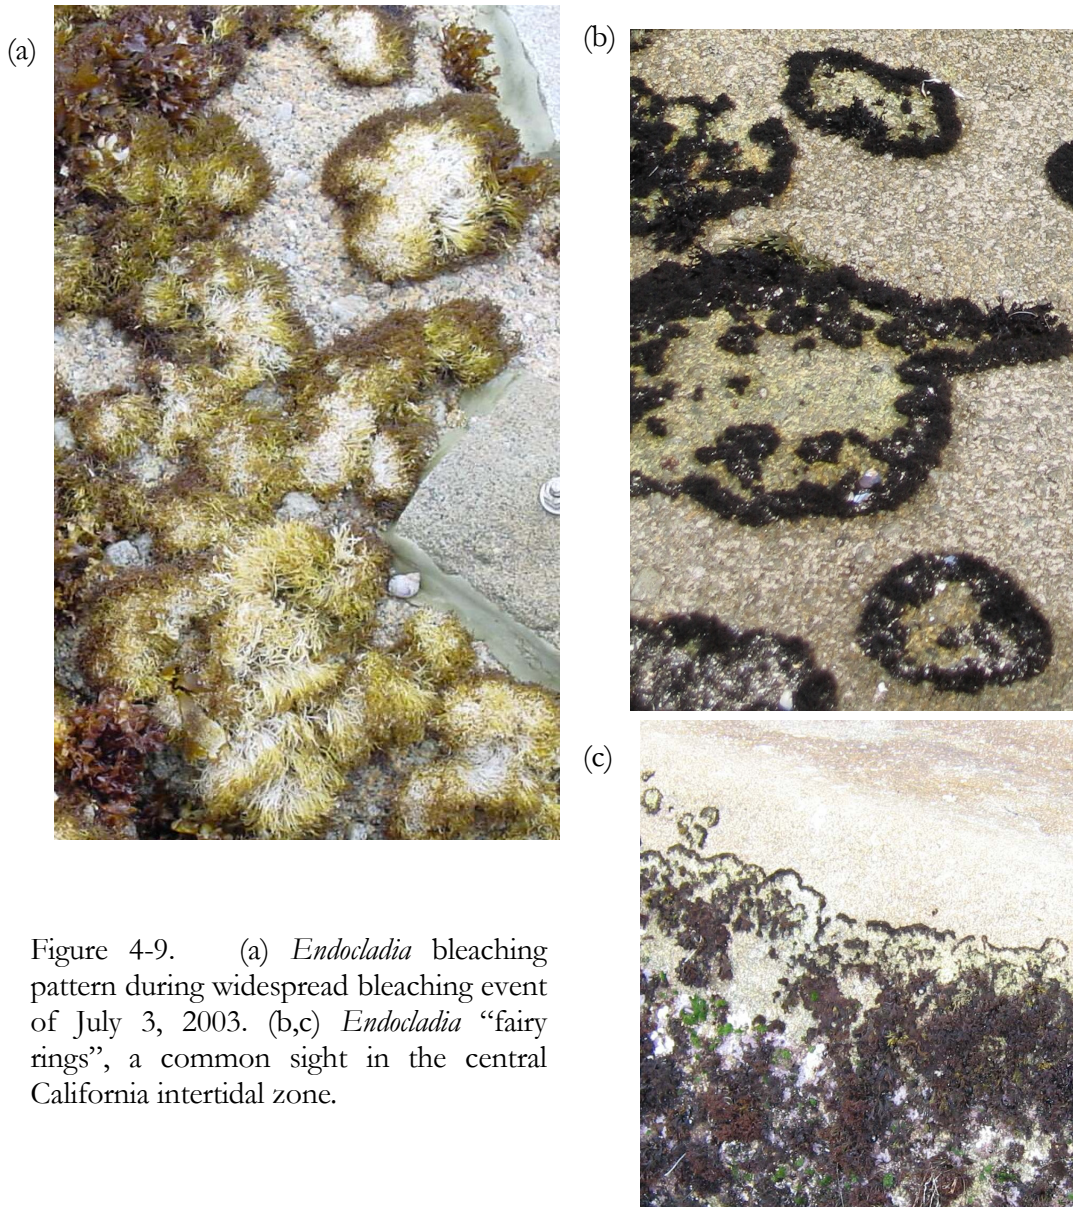 (a)
(b)
(c)
Figure 4-9. (a) Endocladia bleaching
pattern during widespread bleaching event
of July 3, 2003. (b,c) Endocladia “fairy
rings”, a common sight in the central
California intertidal zone.